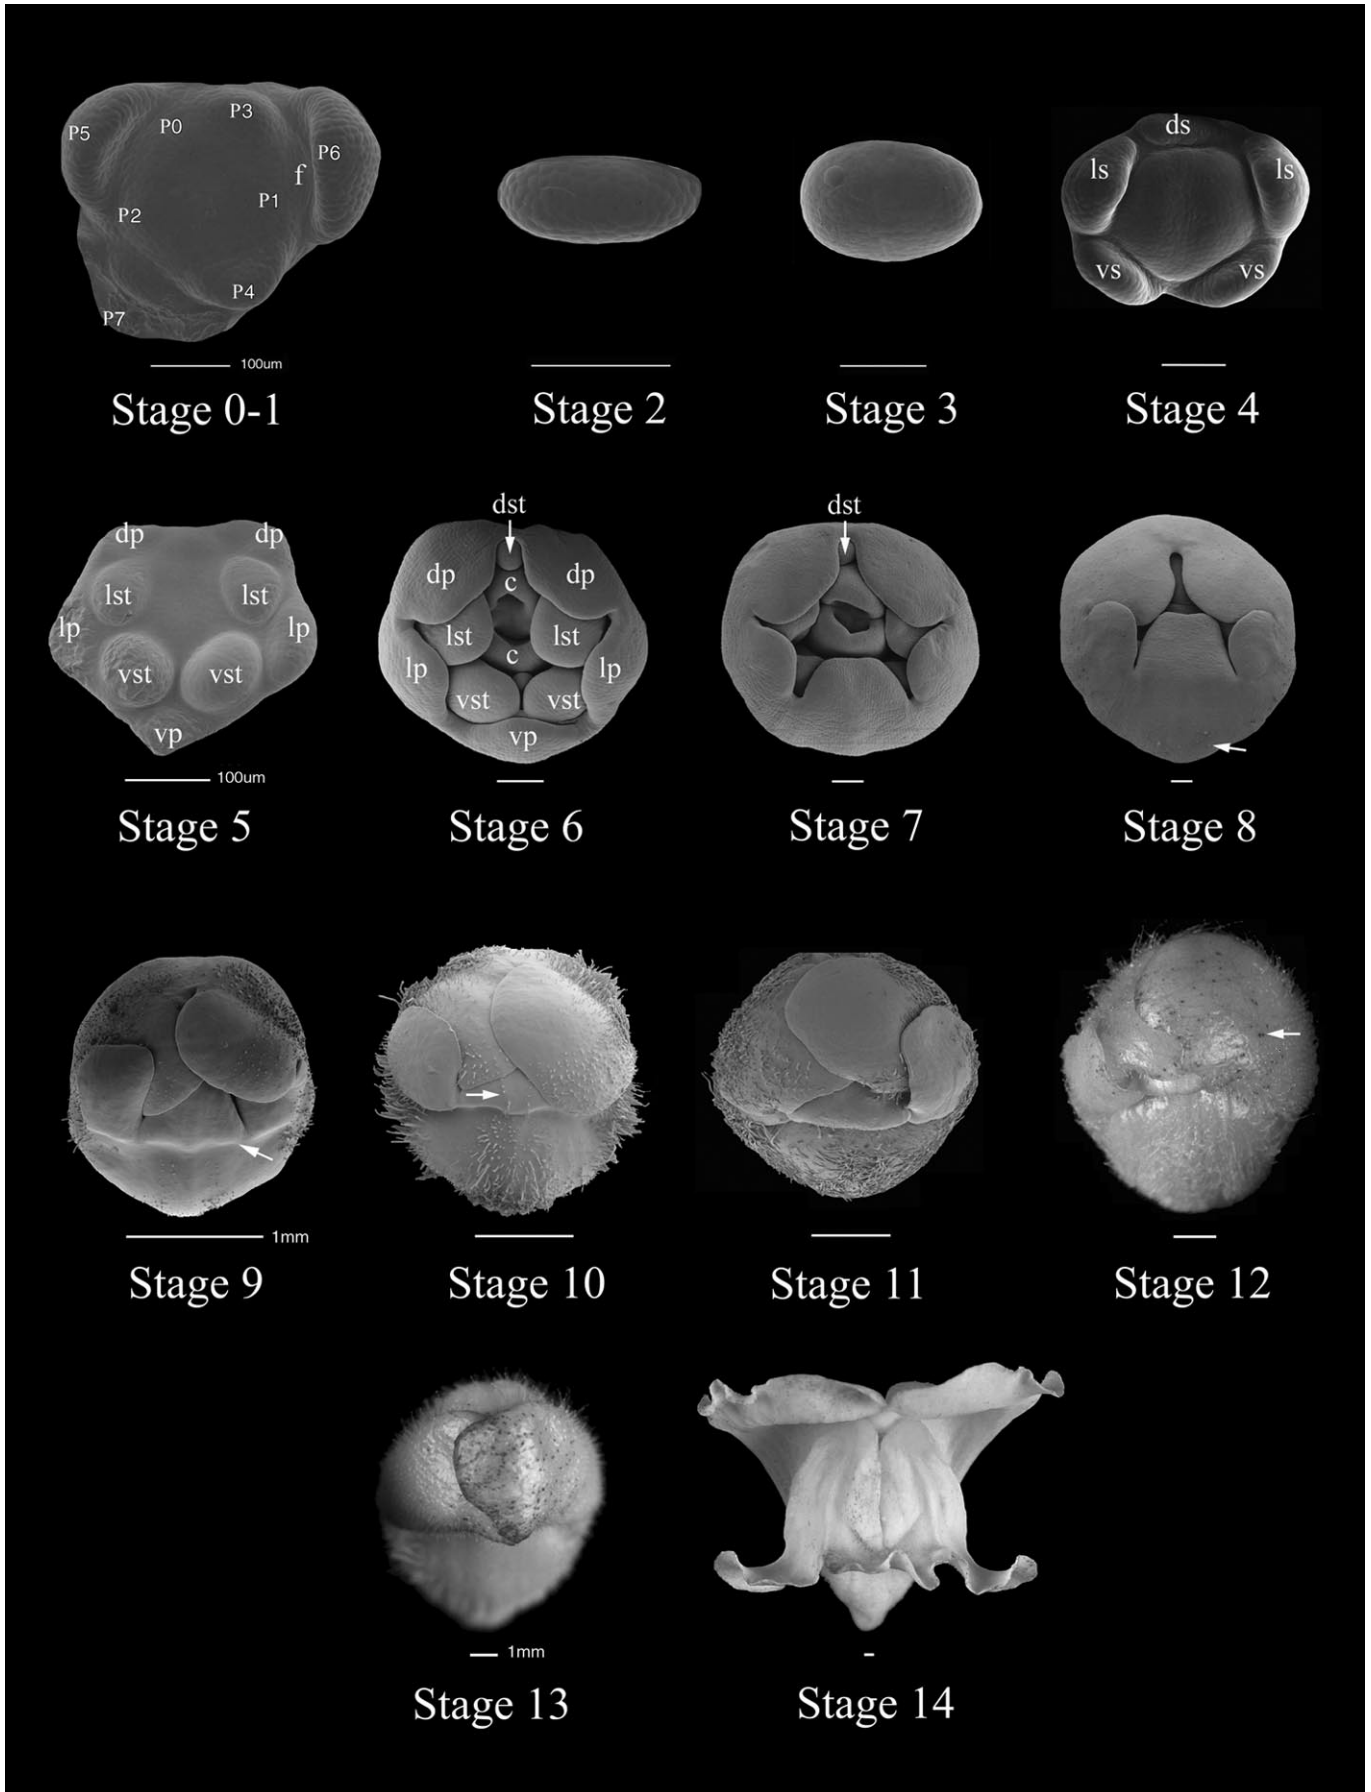 P3
P5
P0
P6
f
P1
P2
P4
P7
100um
Stage 0-1
Stage 2
Stage 3
ds
ls ls
vs vs
Stage 4
dp dp
lst lst
lp lp
vst vst
vp
100um
Stage 5
dst
dp dp
c
lst lst
c
lp lp
vst vst
vp
Stage 6
dst
Stage 7
Stage 8
1mm
Stage 9
Stage 10
Stage 11
Stage 12
1mm
Stage 13
Stage 14